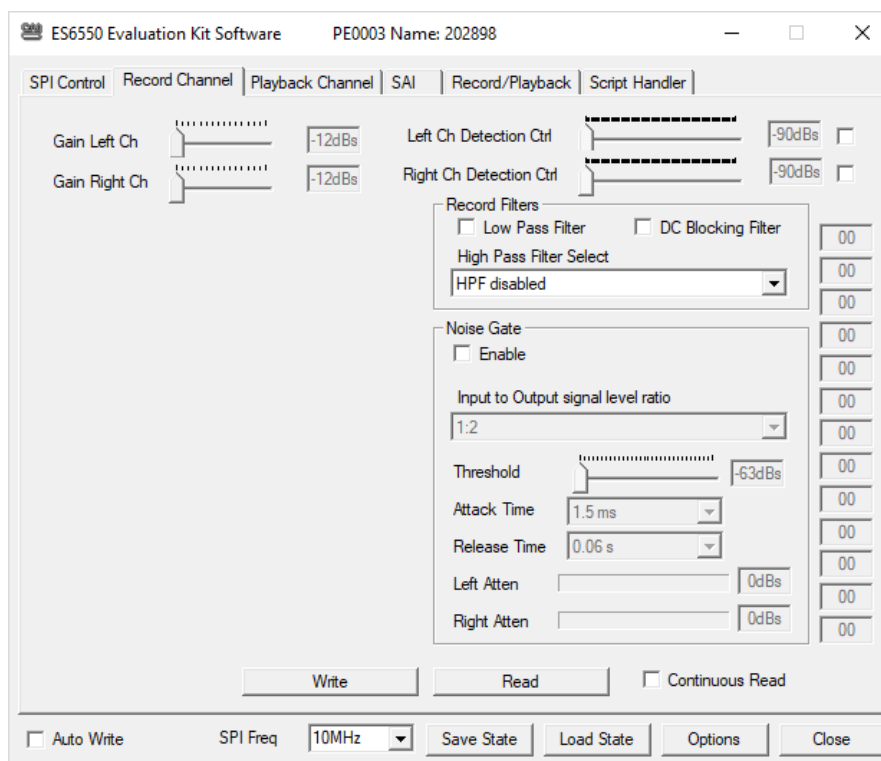 ES6550 Evaluation Kit Software PE0003 Name: 202898
SPI Control Record Channel Playback Channel SAI Record/Playback Script Handler
Gain Left Ch -12dBs Left Ch Detection Ctrl -90dBs
Gain Right Ch -12dBs Right Ch Detection Ctrl -90dBs
Record Filters
Low Pass Filter DC Blocking Filter
00
High Pass Filter Select
00
HPF disabled
00
Noise Gate
00
Enable
00
Input to Output signal level ratio
00
1:2
00
Threshold -63dBs
00
Attack Time 1.5 ms
00
Release Time 0.06 s
00
00
Left Atten 0dBs
00
Right Atten 0dBs
00
Write Read Continuous Read
Auto Write SPI Freq 10MHz Save State Load State Options Close